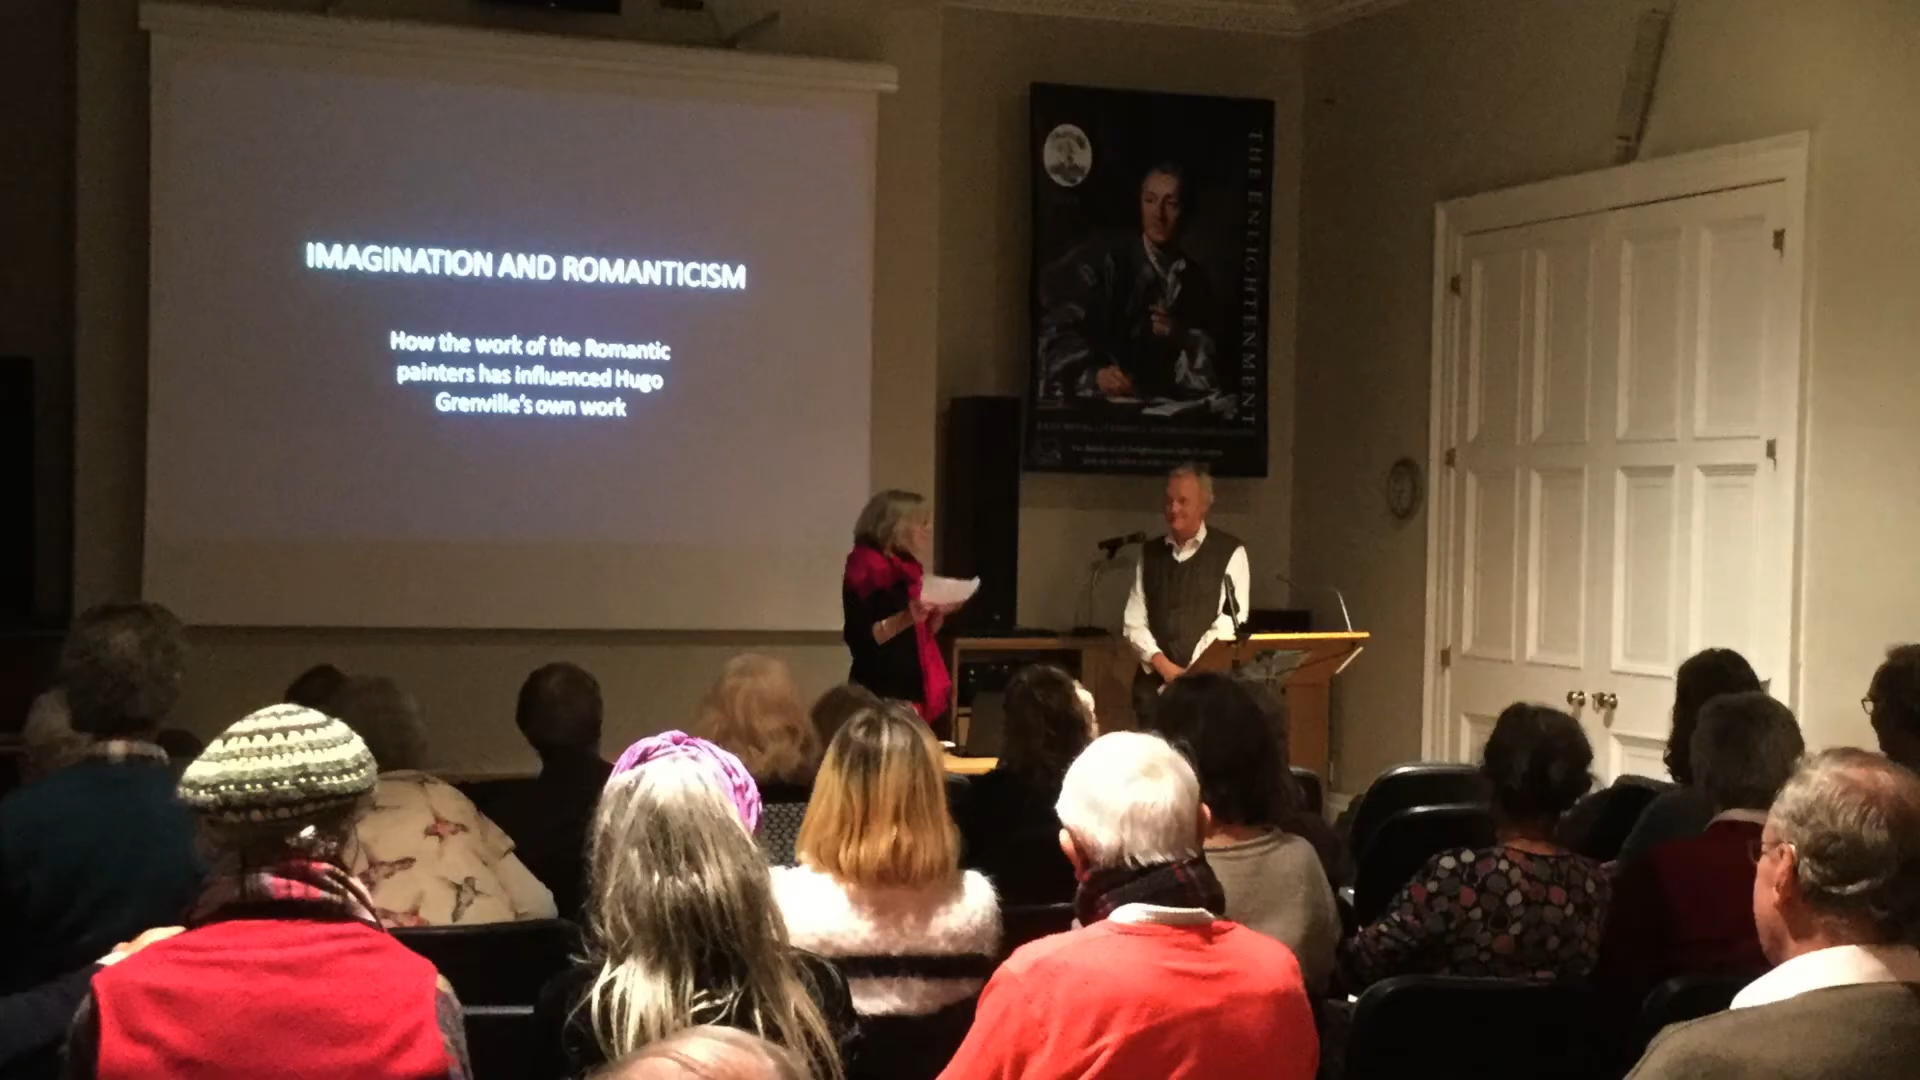 IMAGINATION AND ROMANTICISM
How the work of the Romantic
painters has influenced Hugo
Grenville's own work
THE ENLIGHTENMENT